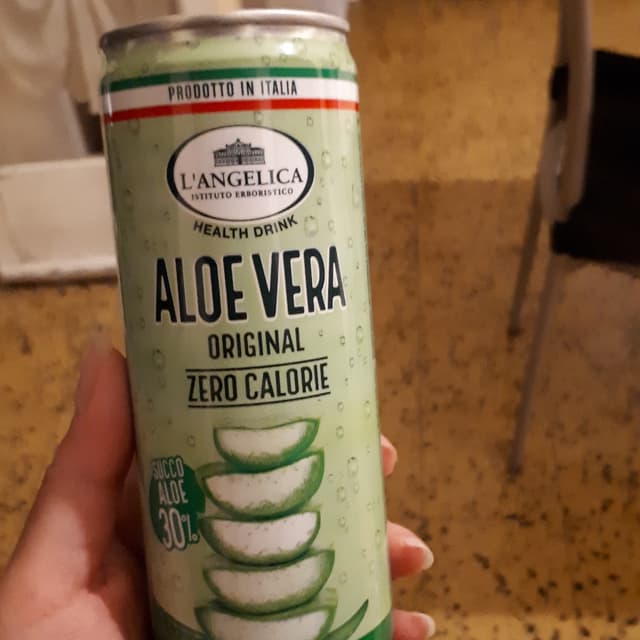 PRODOTTO IN ITALIA
L'ANGELICA
ISTITUTO ERBORISTICO
HEALTH DRINK
ALOE VERA
ORIGINAL
ZERO CALORIE
SUCCO
ALOE
30%